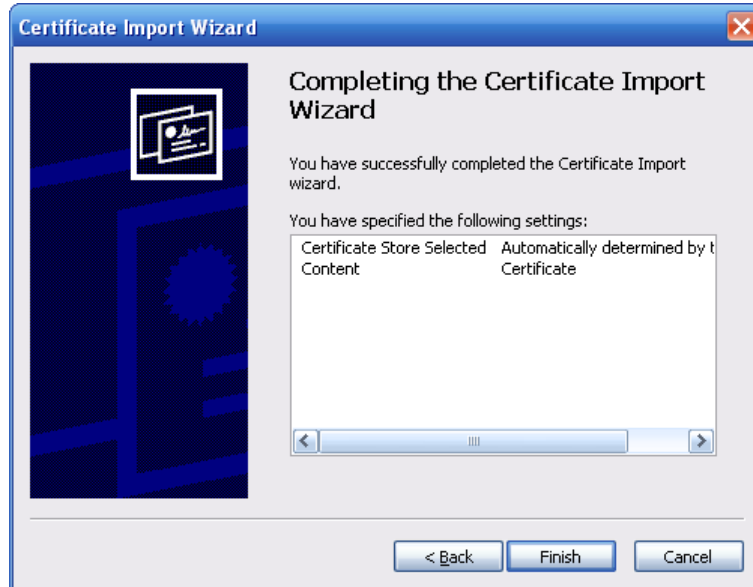 Certificate Import Wizard
Completing the Certificate Import
Wizard
You have successfully completed the Certificate Import
wizard.
You have specified the following settings:
Certificate Store Selected Automatically determined by t
Content Certificate
< Back Finish Cancel